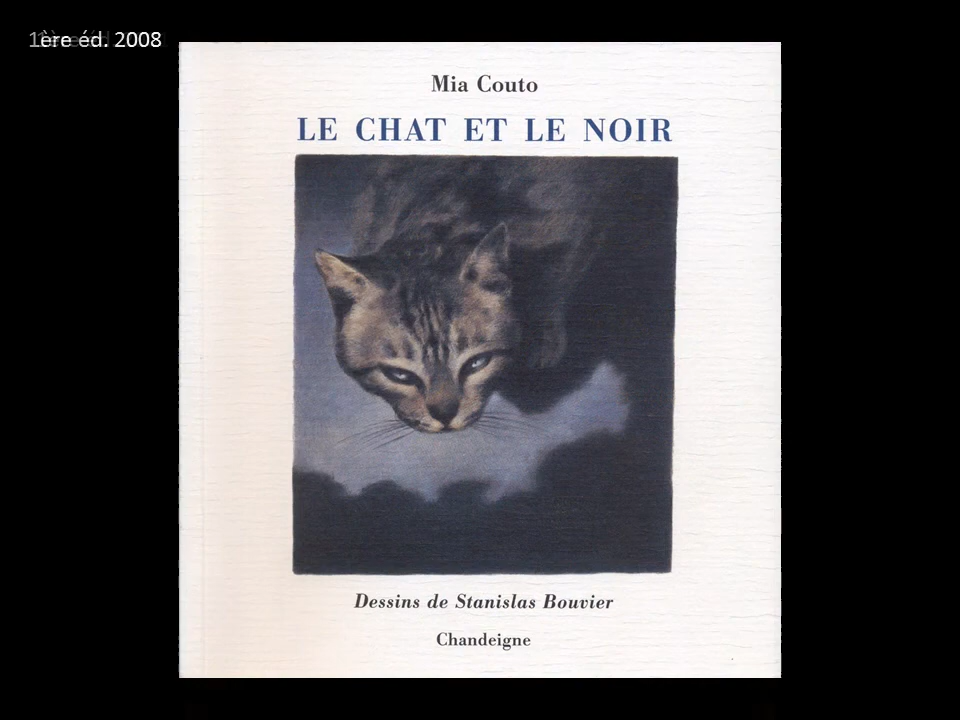 1ère éd. 2008
Mia Couto
LE CHAT ET LE NOIR
Dessins de Stanislas Bouvier
Chandeigne